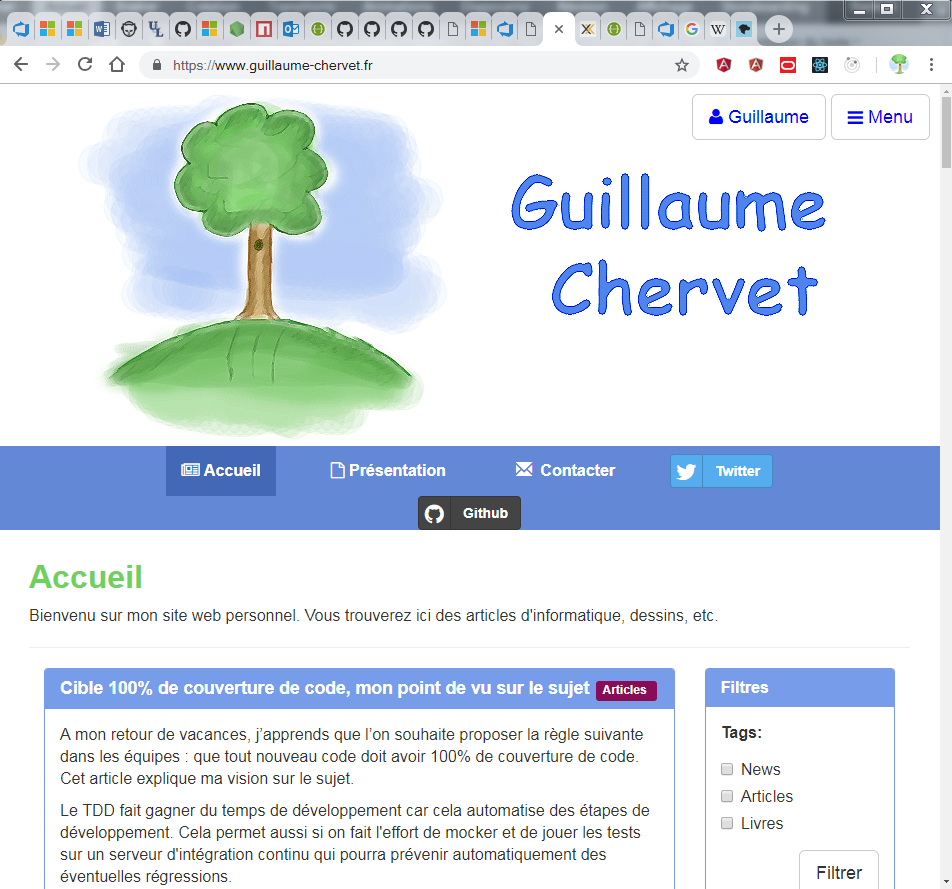 https://www.guillaume-chervet.fr
Guillaume
Menu
Guillaume
Chervet
Accueil
Présentation
Contacter
Twitter
Github
Accueil
Bienvenu sur mon site web personnel. Vous trouverez ici des articles d'informatique, dessins, etc.
Cible 100% de couverture de code, mon point de vu sur le sujet Articles
A mon retour de vacances, j’apprends que l’on souhaite proposer la règle suivante
dans les équipes : que tout nouveau code doit avoir 100% de couverture de code.
Cet article explique ma vision sur le sujet.
Le TDD fait gagner du temps de développement car cela automatise des étapes de
développement. Cela permet aussi si on fait l'effort de mocker et de jouer les tests
sur un serveur d'intégration continu qui pourra prévenir automatiquement des
éventuelles régressions.
Filtres
Tags:
News
Articles
Livres
Filtrer